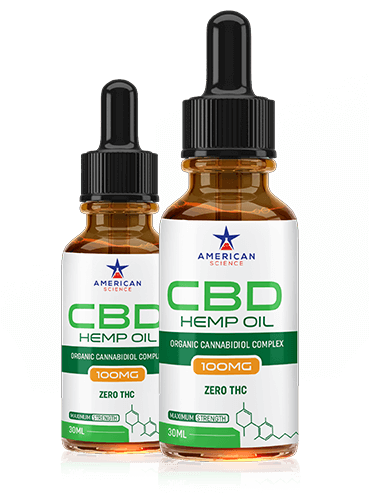 AMERICAN
SCIENCE
CBD
HEMP OIL
ORGANIC CANNABIDIOL COMPLEX
100MG
ZERO THC
MAXIMUM STRENGTH
30ML
AMERICAN
SCIENCE
CBD
HEMP OIL
ORGANIC CANNABIDIOL COMPLEX
100MG
ZERO THC
MAXIMUM STRENGTH
30ML